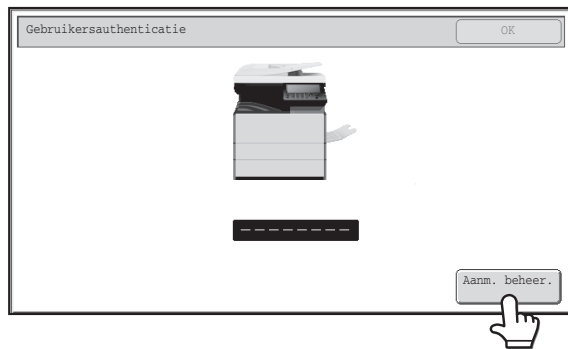 Gebruikersauthenticatie
OK
--------
Aanm. beheer.